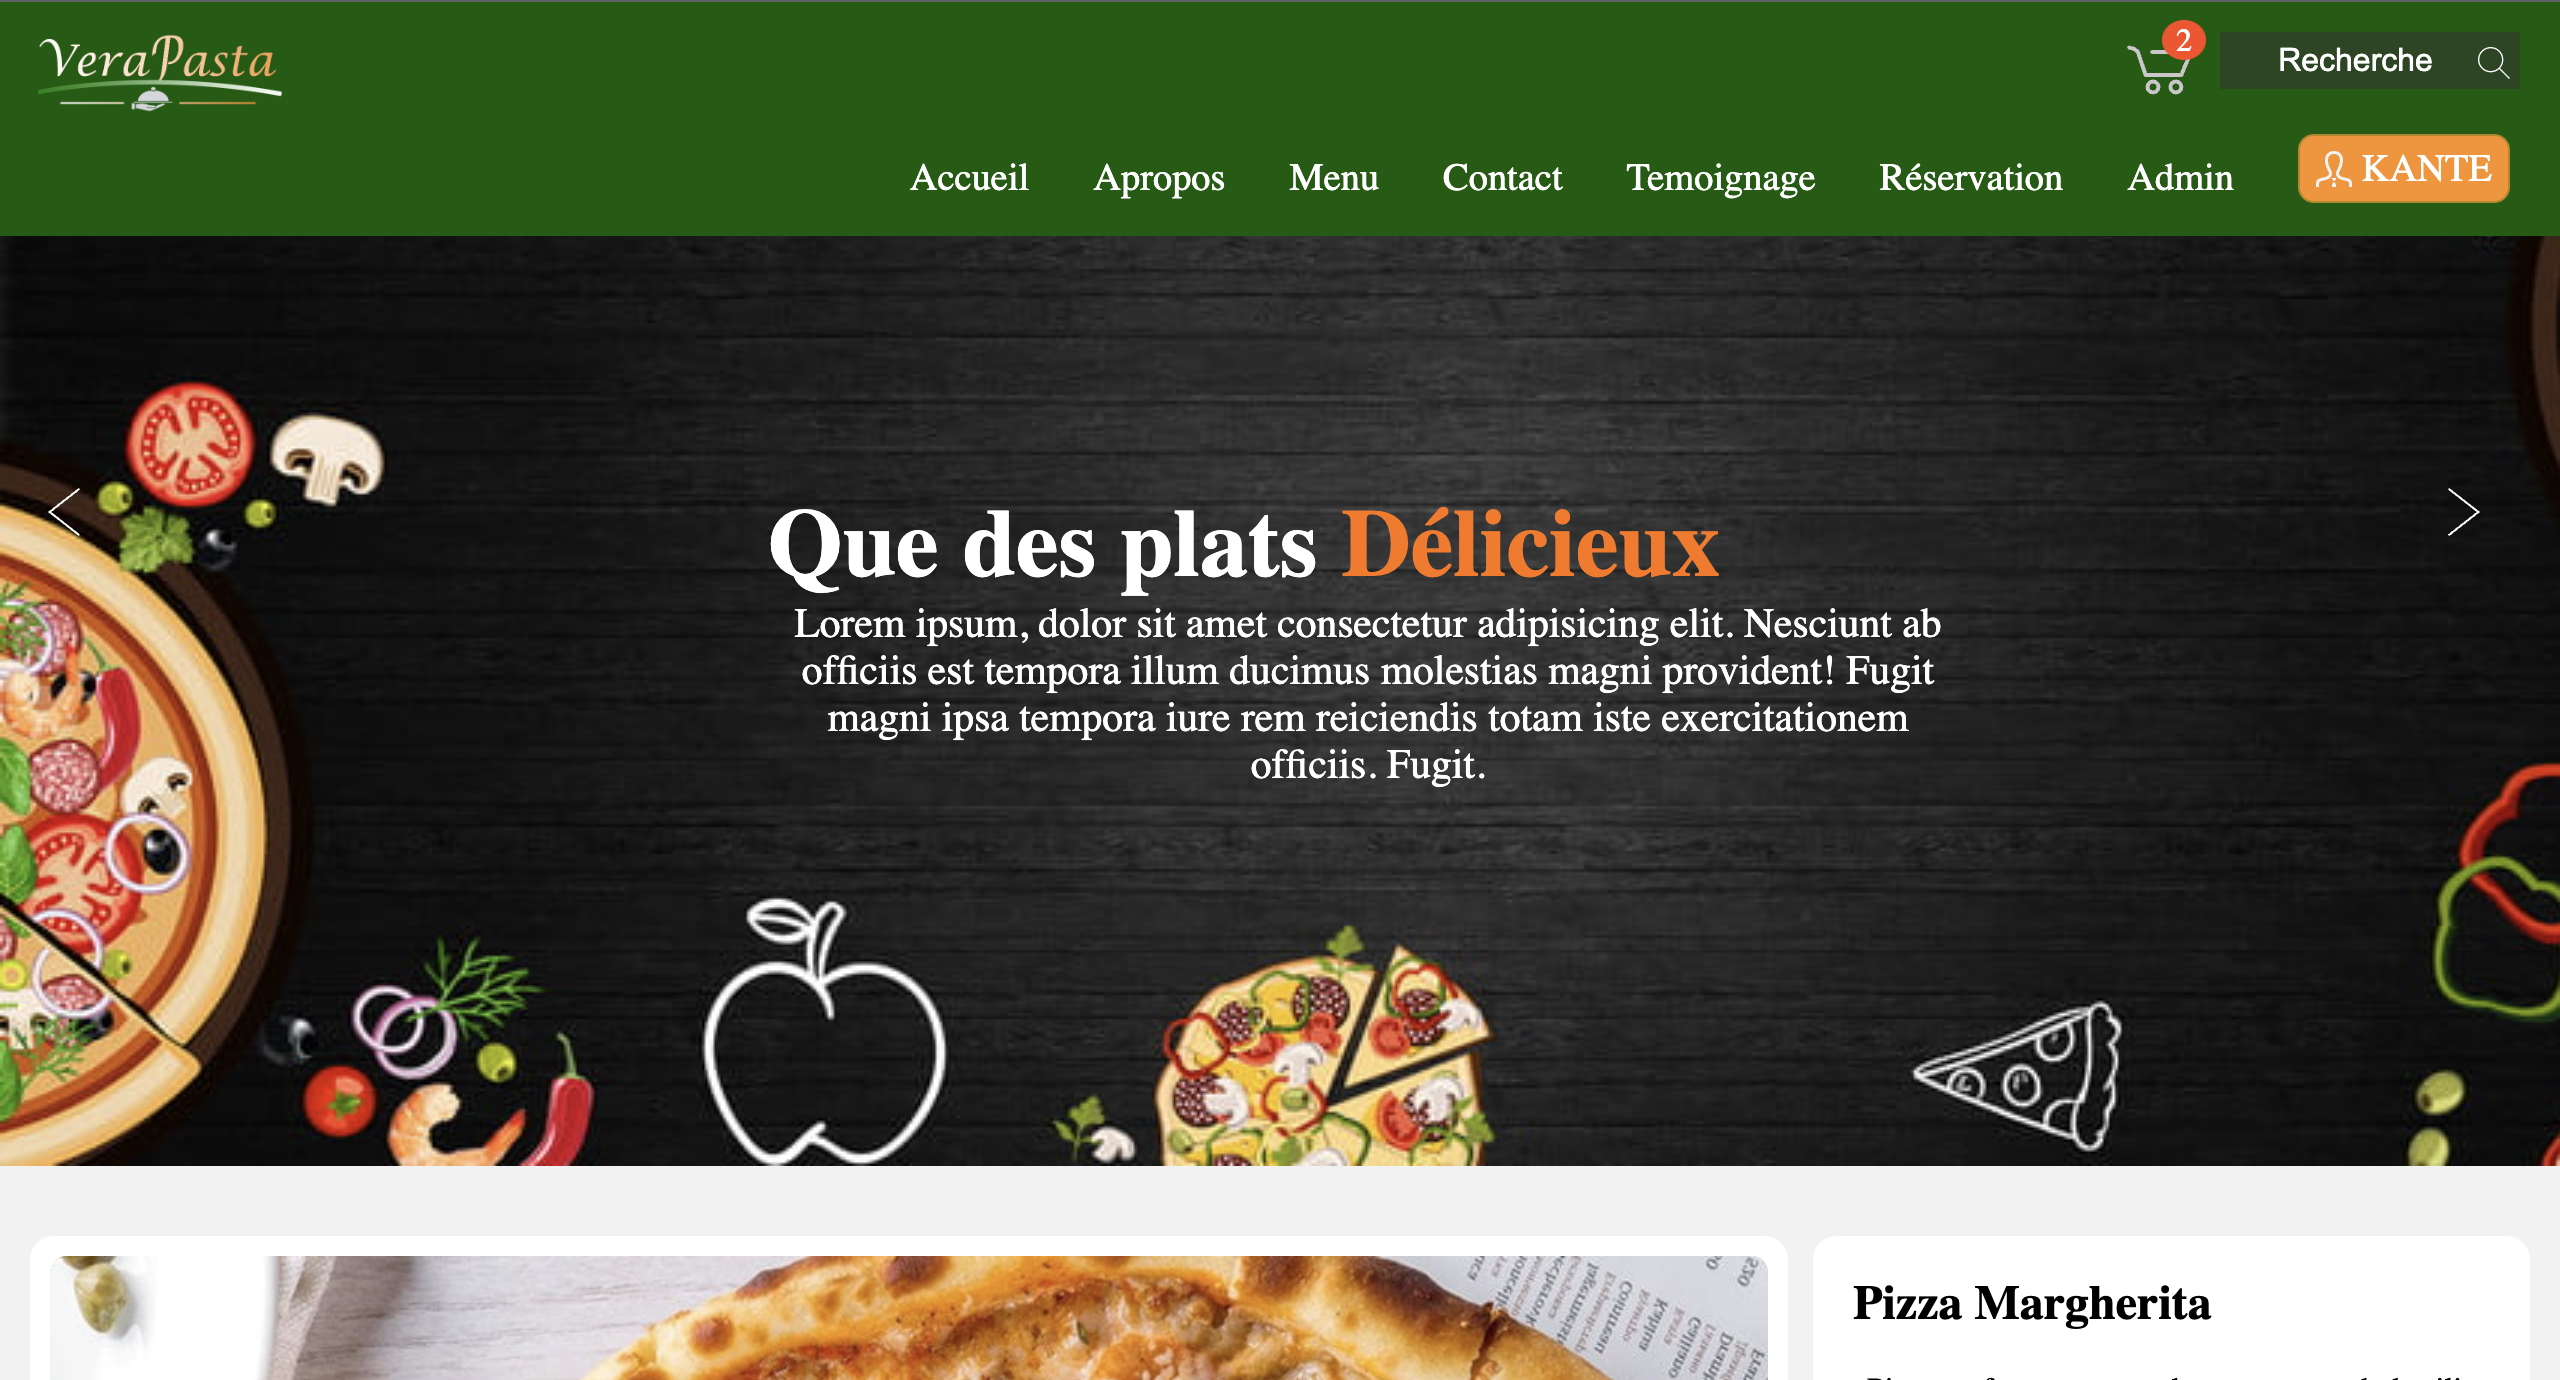 VeraPasta
2
Recherche
Accueil Apropos Menu Contact Temoignage Réservation Admin KANTE
Que des plats Délicieux
Lorem ipsum, dolor sit amet consectetur adipisicing elit. Nesciunt ab
officiis est tempora illum ducimus molestias magni provident! Fugit
magni ipsa tempora iure rem reiciendis totam iste exercitationem
officiis. Fugit.
Pizza Margherita